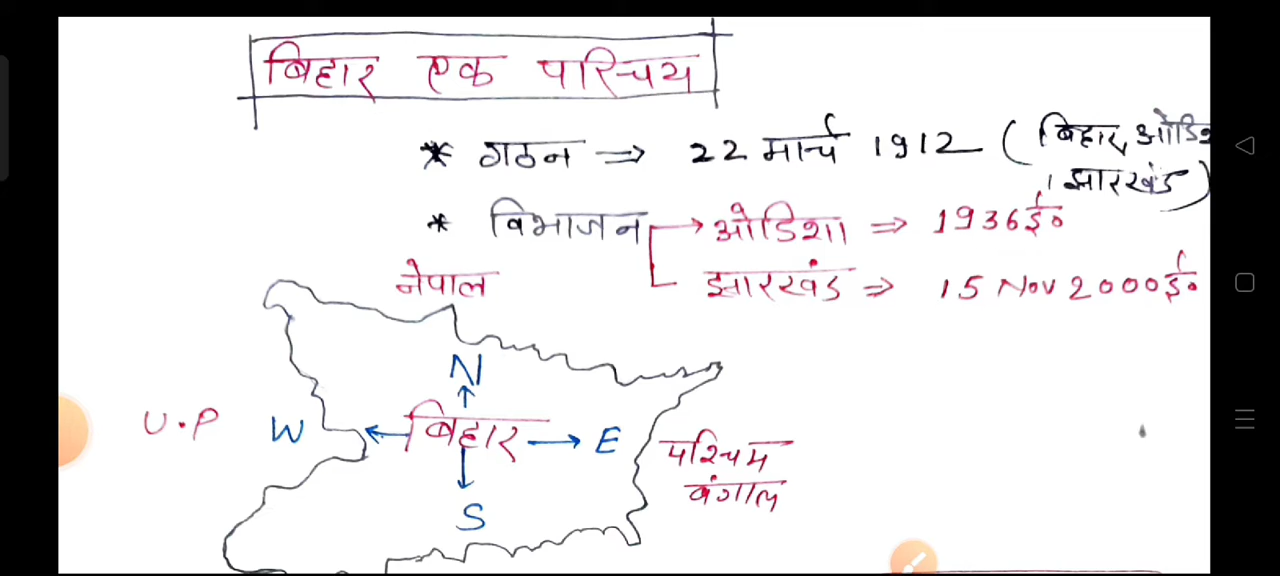 बिहार एक परिचय
* गठन ⇒ 22 मार्च 1912 (बिहार, ओडिश
, झारखंड)
* विभाजन → ओडिशा ⇒ 1936ई०
झारखंड ⇒ 15 Nov 2000ई०
नेपाल
N
U.P W ← बिहार → E
पश्चिम
बंगाल
S